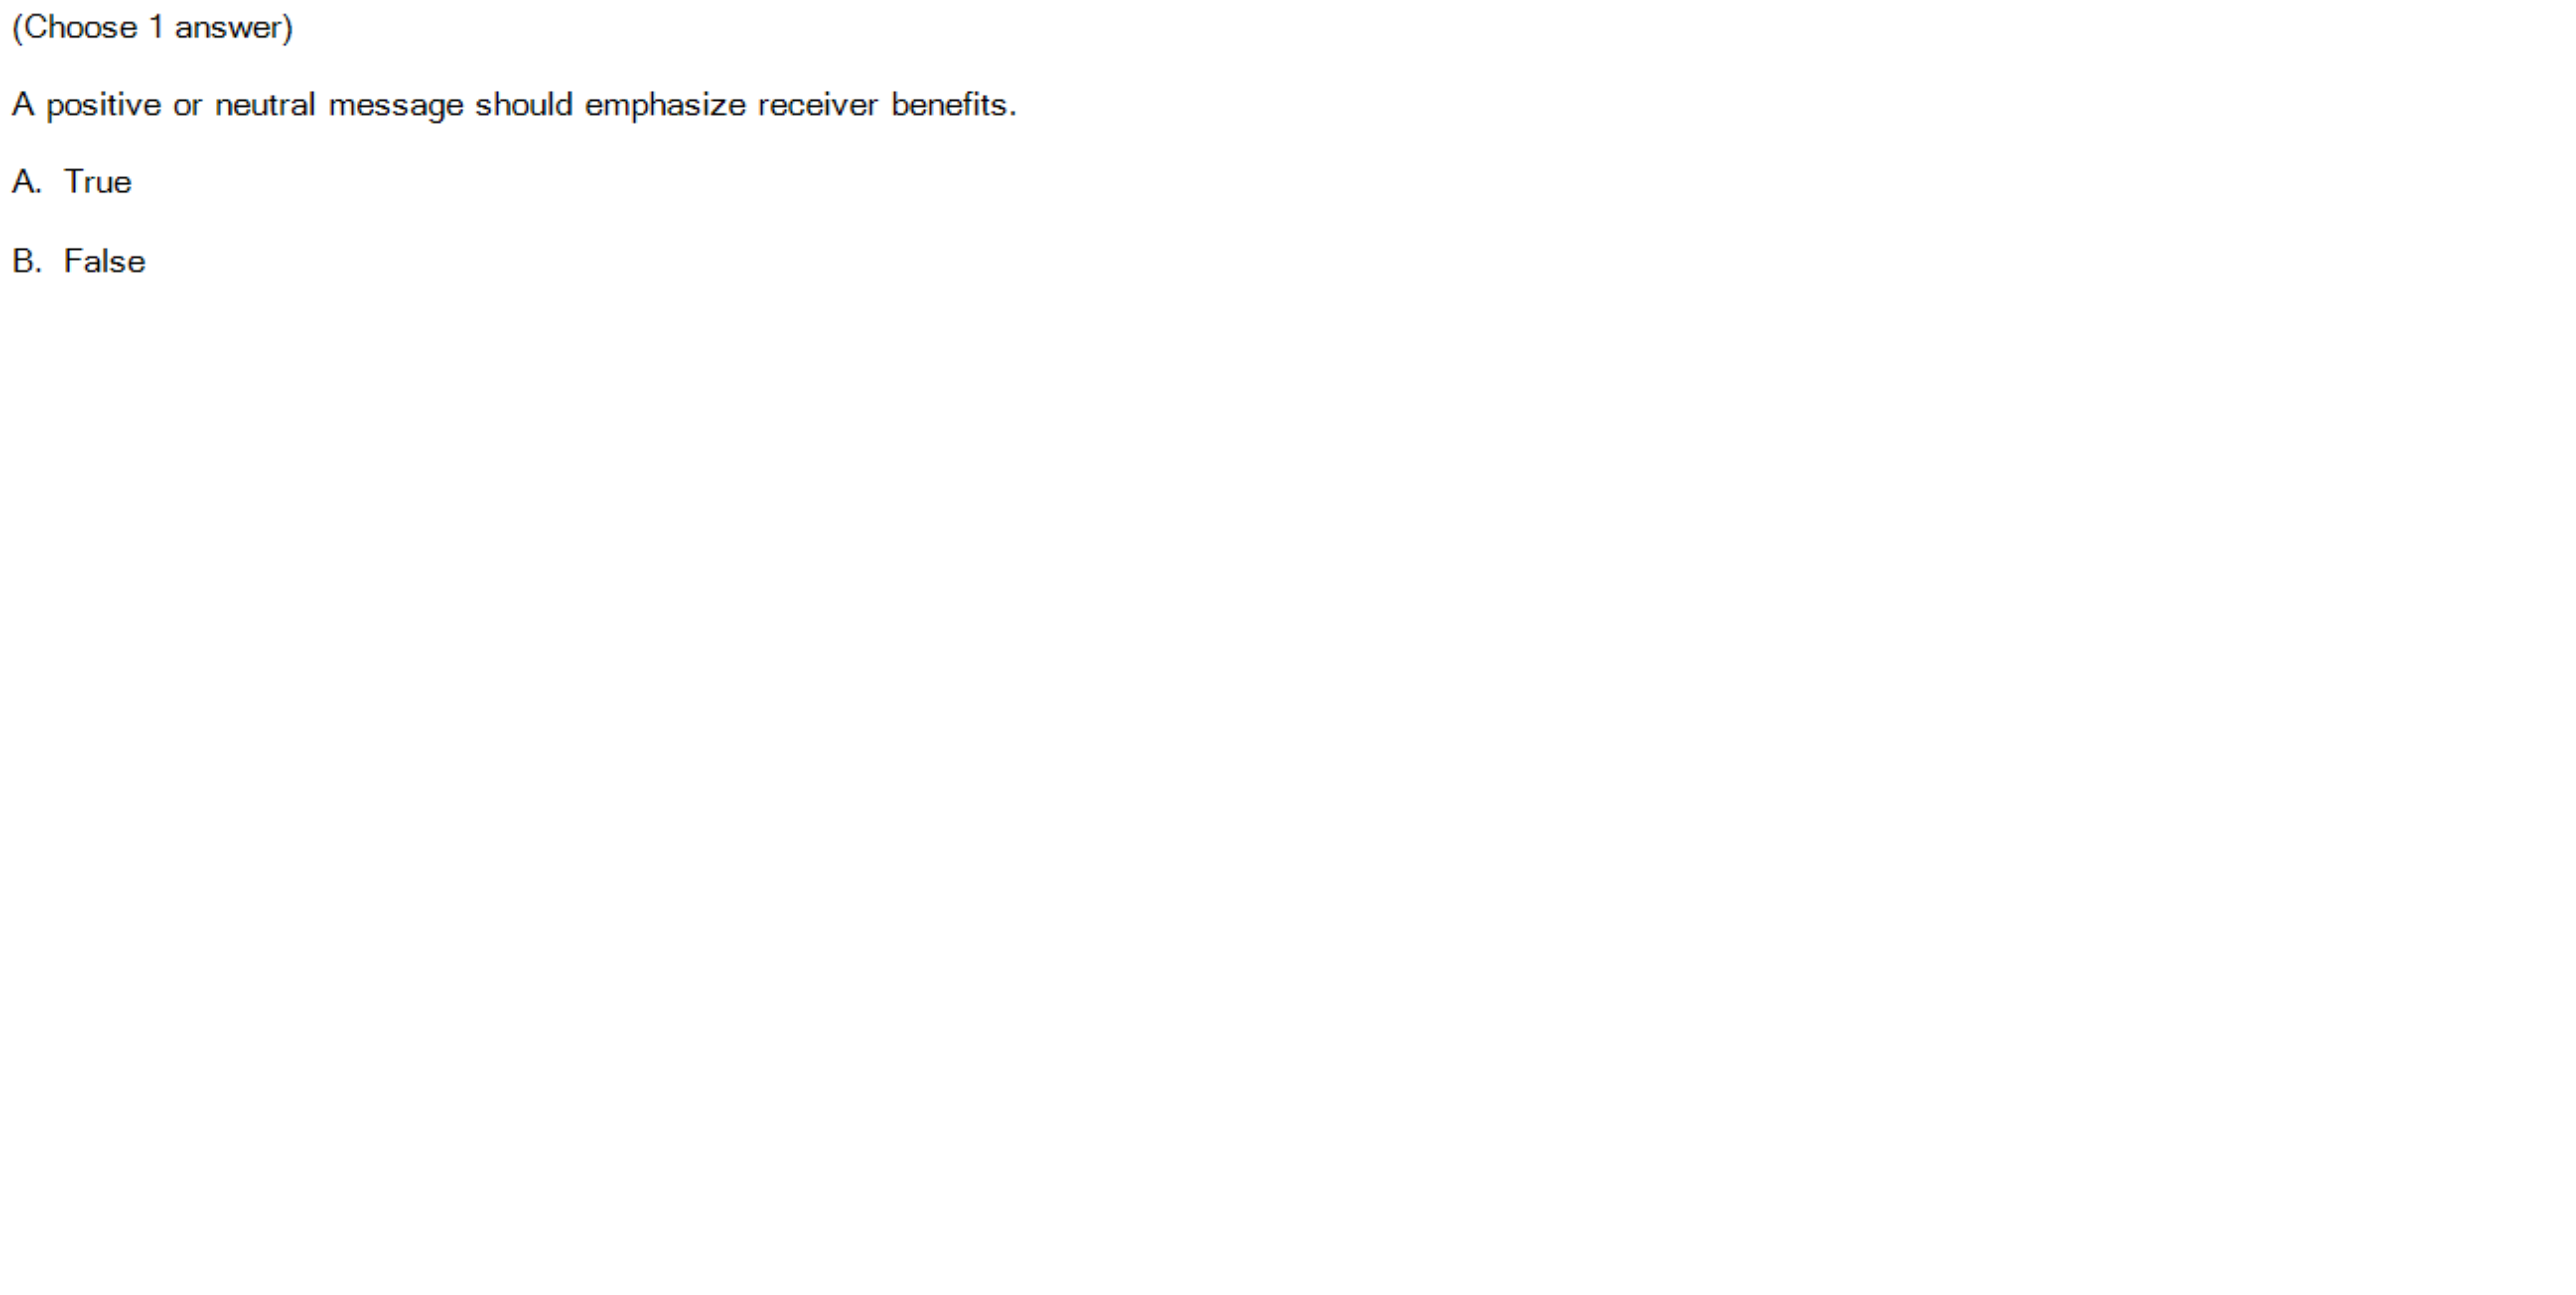 (Choose 1 answer)
A positive or neutral message should emphasize receiver benefits.
A. True
B. False